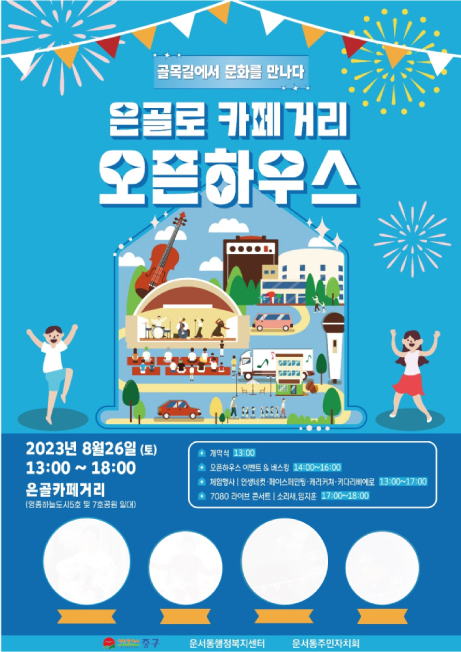 골목길에서 문화를 만나다
은골로 카페거리
오픈하우스
2023년 8월26일 (토)
13:00 ~ 18:00
은골카페거리
(영종하늘도시5호 및 7호공원 일대)
개막식 13:00
오픈하우스 이벤트 & 버스킹 14:00~16:00
체험행사 | 인생네컷·페이스페인팅·캐리커쳐·키다리삐에로 13:00~17:00
7080 라이브 콘서트 | 소리새,임지훈 17:00~18:00
중구 운서동행정복지센터 운서동주민자치회